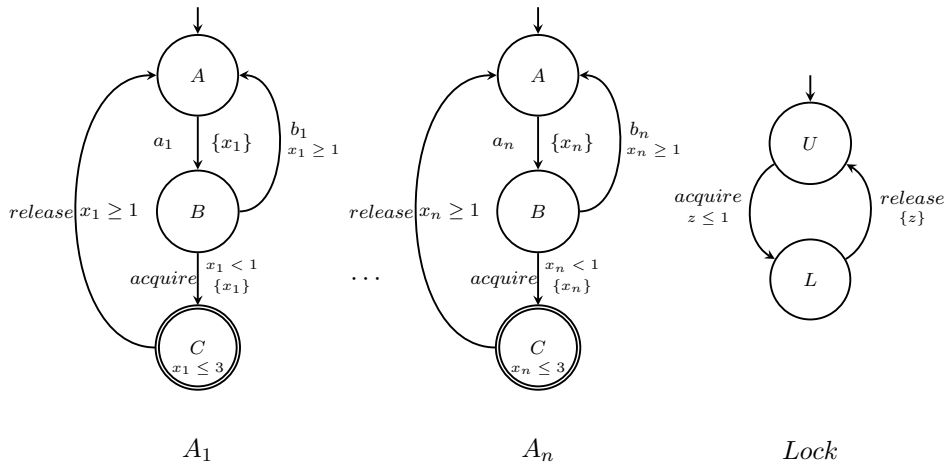 A
a₁ {x₁}
b₁
x₁ ≥ 1
B
release x₁ ≥ 1
acquire x₁ < 1
{x₁}
C
x₁ ≤ 3
A₁
...
A
aₙ {xₙ}
bₙ
xₙ ≥ 1
B
release xₙ ≥ 1
acquire xₙ < 1
{xₙ}
C
xₙ ≤ 3
Aₙ
U
acquire
z ≤ 1
release
{z}
L
Lock